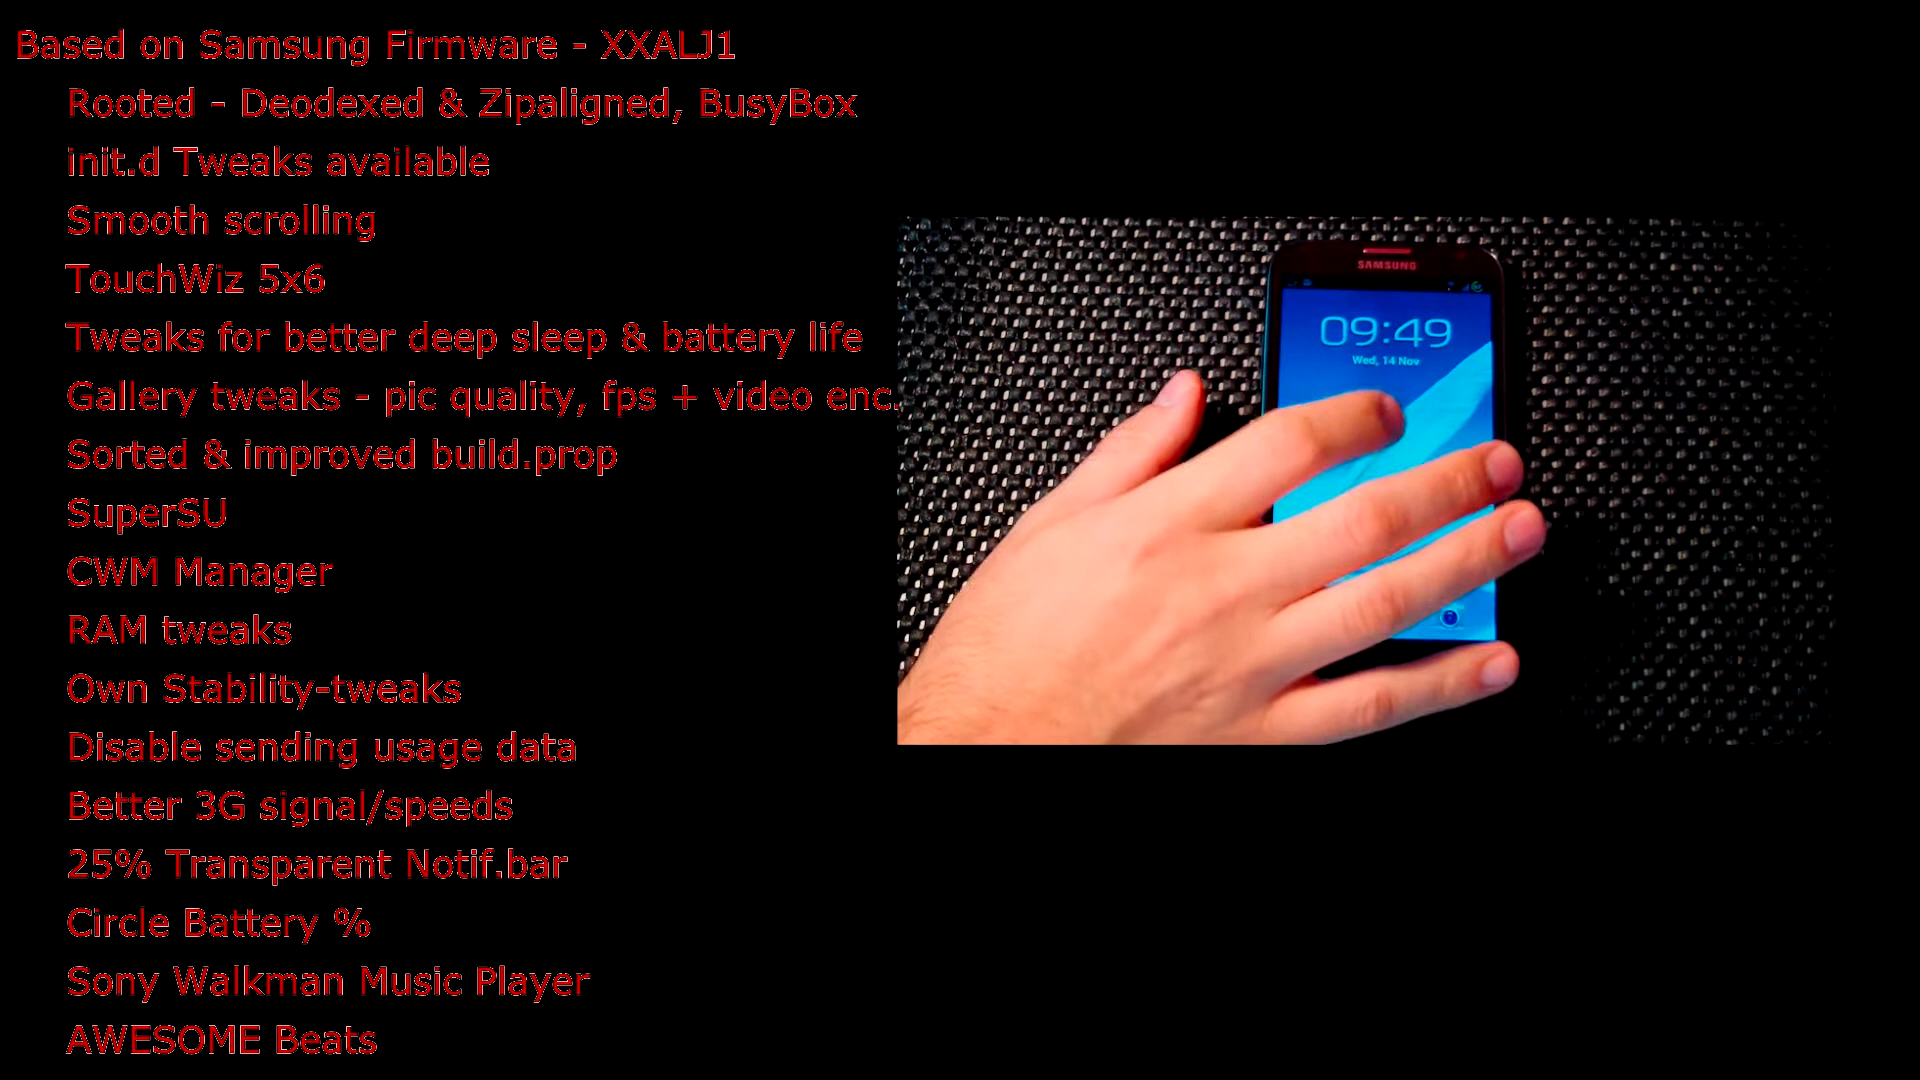 Based on Samsung Firmware - XXALJ1
Rooted - Deodexed & Zipaligned, BusyBox
init.d Tweaks available
Smooth scrolling
TouchWiz 5x6
Tweaks for better deep sleep & battery life
Gallery tweaks - pic quality, fps + video enc.
Sorted & improved build.prop
SuperSU
CWM Manager
RAM tweaks
Own Stability-tweaks
Disable sending usage data
Better 3G signal/speeds
25% Transparent Notif.bar
Circle Battery %
Sony Walkman Music Player
AWESOME Beats
SAMSUNG
09:49
Wed, 14 Nov